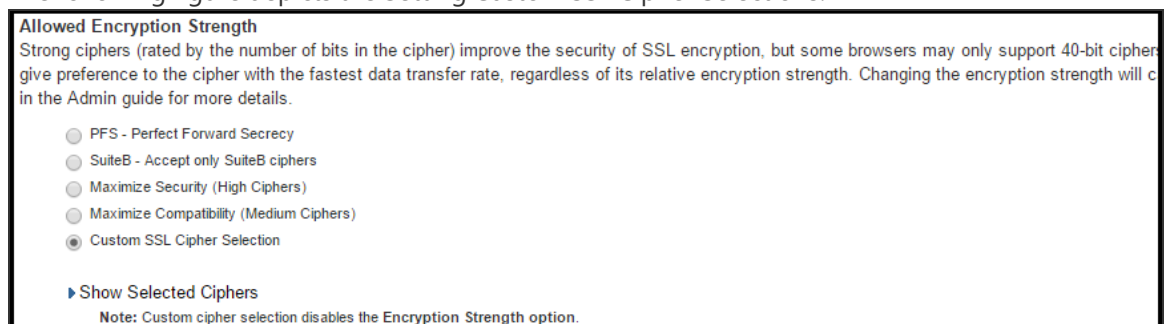 Allowed Encryption Strength
Strong ciphers (rated by the number of bits in the cipher) improve the security of SSL encryption, but some browsers may only support 40-bit ciphers
give preference to the cipher with the fastest data transfer rate, regardless of its relative encryption strength. Changing the encryption strength will c
in the Admin guide for more details.
PFS - Perfect Forward Secrecy
SuiteB - Accept only SuiteB ciphers
Maximize Security (High Ciphers)
Maximize Compatibility (Medium Ciphers)
Custom SSL Cipher Selection
Show Selected Ciphers
Note: Custom cipher selection disables the Encryption Strength option.